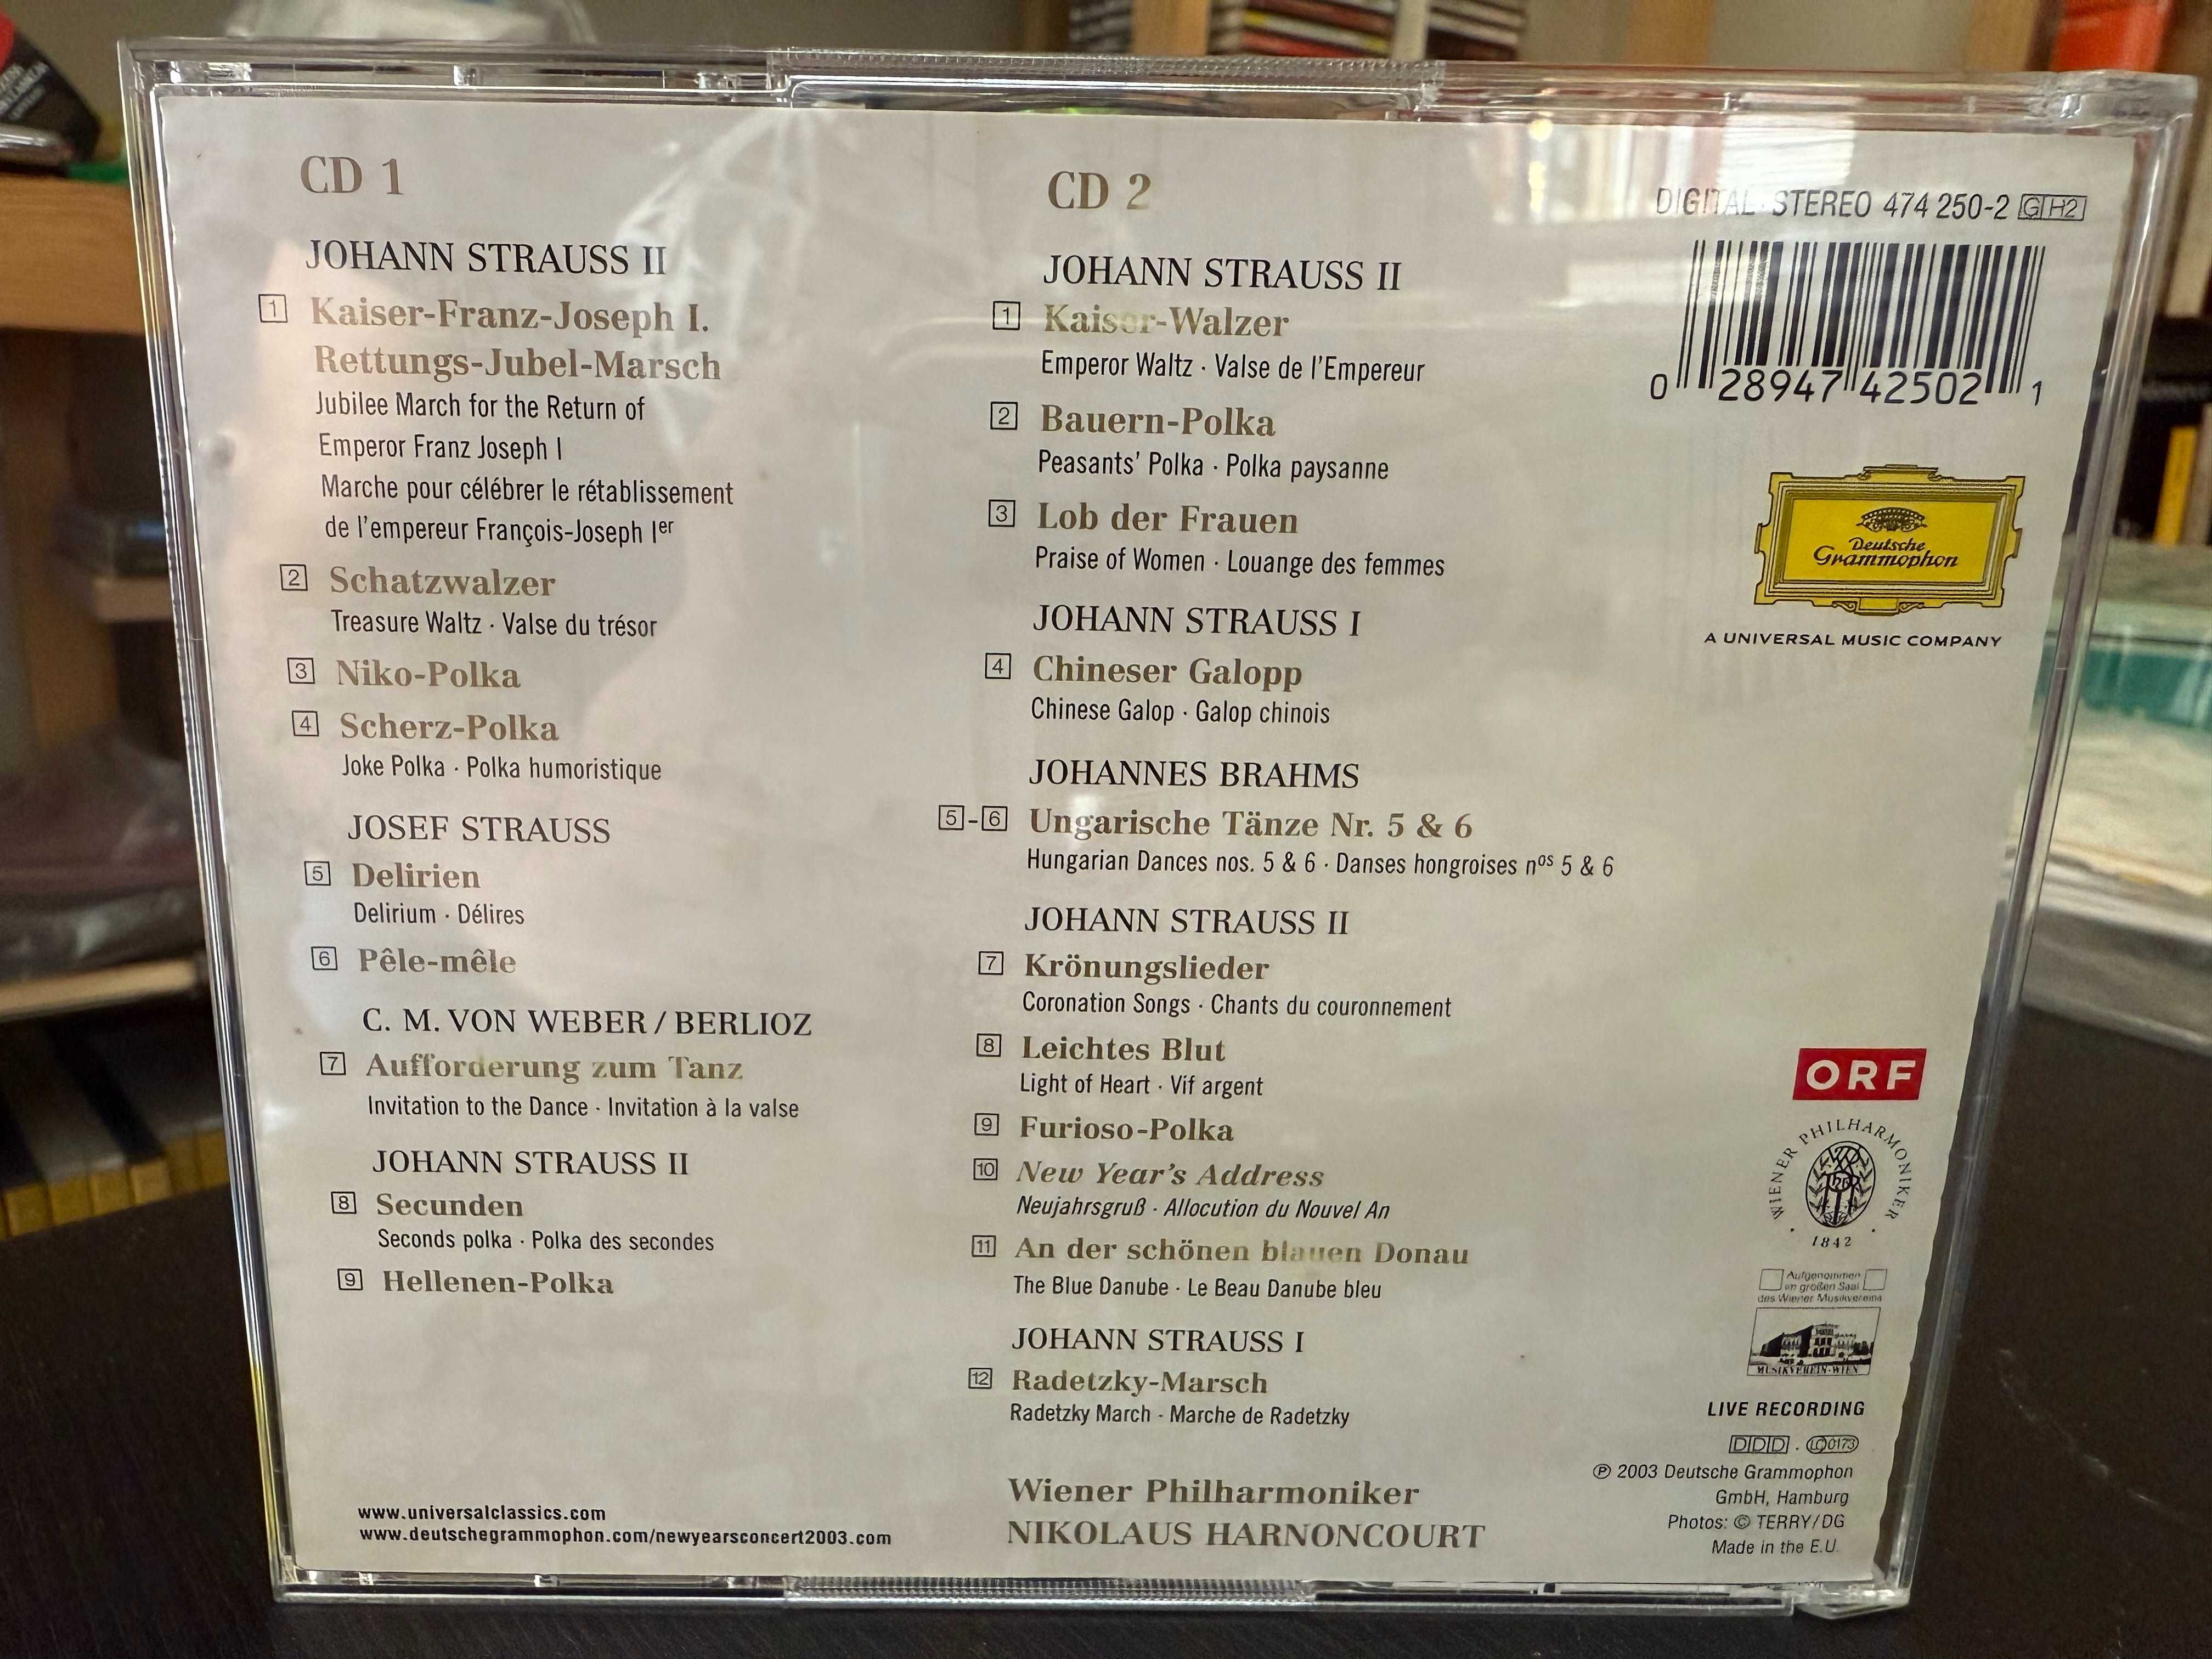 CD 1
JOHANN STRAUSS II
1 Kaiser-Franz-Joseph I.
Rettungs-Jubel-Marsch
Jubilee March for the Return of
Emperor Franz Joseph I
Marche pour célébrer le rétablissement
de l'empereur François-Joseph Ier
2 Schatzwalzer
Treasure Waltz · Valse du trésor
3 Niko-Polka
4 Scherz-Polka
Joke Polka · Polka humoristique
JOSEF STRAUSS
5 Delirien
Delirium · Délires
6 Pêle-mêle
C. M. VON WEBER / BERLIOZ
7 Aufforderung zum Tanz
Invitation to the Dance · Invitation à la valse
JOHANN STRAUSS II
8 Secunden
Seconds polka · Polka des secondes
9 Hellenen-Polka
www.universalclassics.com
www.deutschegrammophon.com/newyearsconcert2003.com
CD 2
JOHANN STRAUSS II
1 Kaiser-Walzer
Emperor Waltz · Valse de l'Empereur
2 Bauern-Polka
Peasants' Polka · Polka paysanne
3 Lob der Frauen
Praise of Women · Louange des femmes
JOHANN STRAUSS I
4 Chineser Galopp
Chinese Galop · Galop chinois
JOHANNES BRAHMS
5-6 Ungarische Tänze Nr. 5 & 6
Hungarian Dances nos. 5 & 6 · Danses hongroises nos 5 & 6
JOHANN STRAUSS II
7 Krönungslieder
Coronation Songs · Chants du couronnement
8 Leichtes Blut
Light of Heart · Vif argent
9 Furioso-Polka
10 New Year's Address
Neujahrsgruß · Allocution du Nouvel An
11 An der schönen blauen Donau
The Blue Danube · Le Beau Danube bleu
JOHANN STRAUSS I
12 Radetzky-Marsch
Radetzky March - Marche de Radetzky
Wiener Philharmoniker
NIKOLAUS HARNONCOURT
DIGITAL STEREO 474 250-2 GH2
0 28947 42502 1
Deutsche
Grammophon
A UNIVERSAL MUSIC COMPANY
ORF
WIENER PHILHARMONIKER
1842
Aufgenommen
im großen Saal
des Wiener Musikvereins
MUSIKVEREIN·WIEN
LIVE RECORDING
DDD · LC 0173
℗ 2003 Deutsche Grammophon
GmbH, Hamburg
Photos: © TERRY/DG
Made in the E.U.